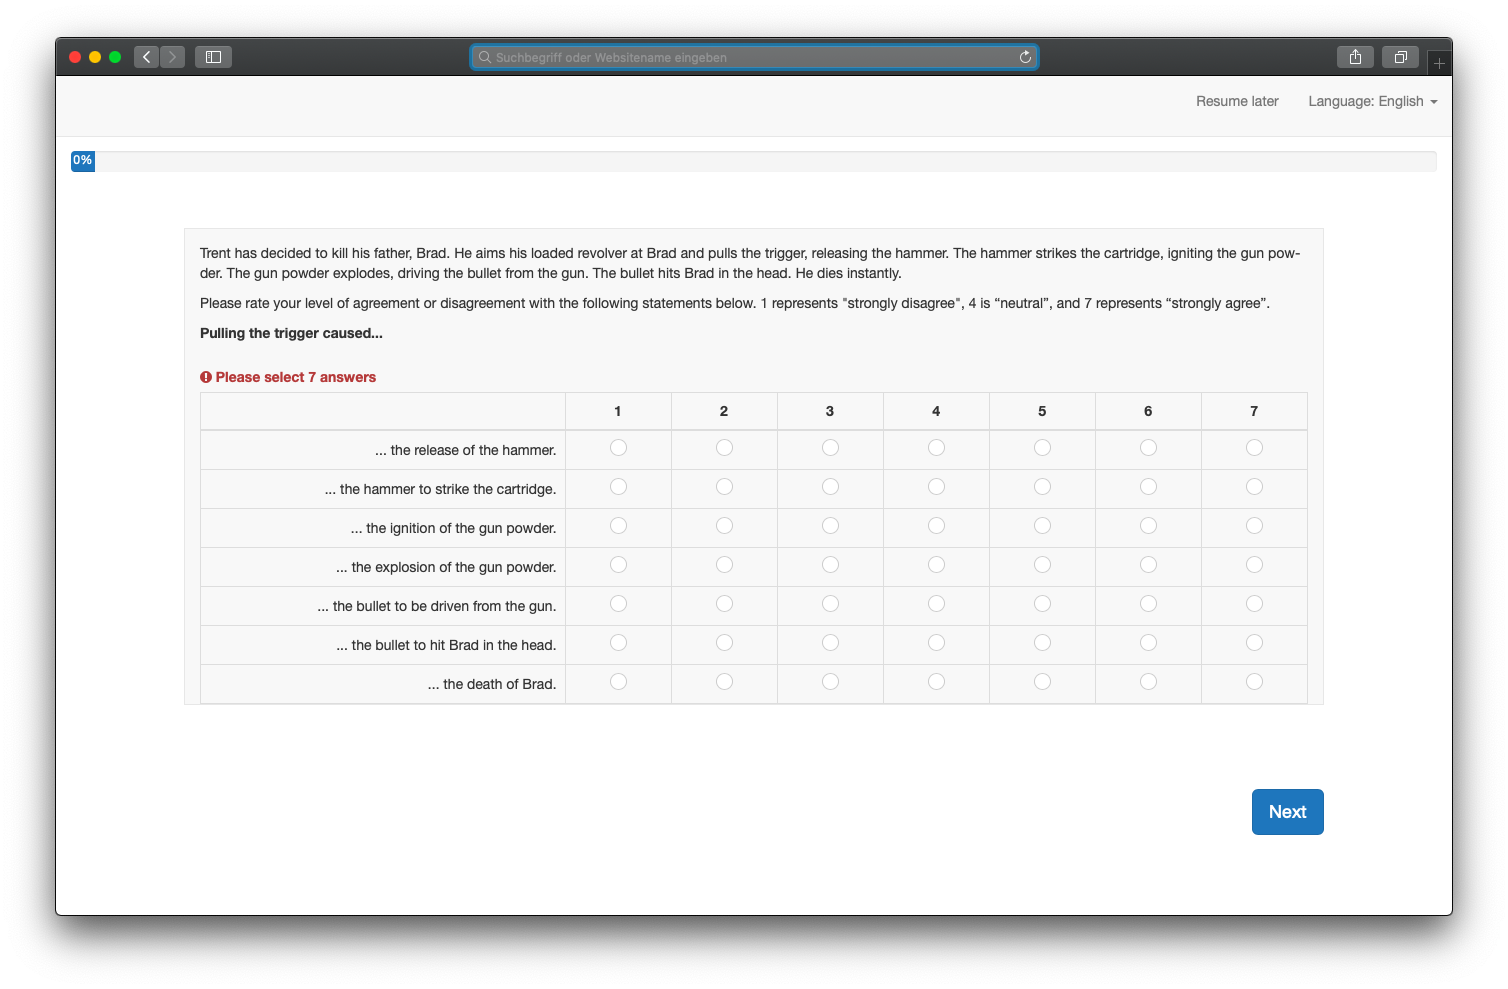 Suchbegriff oder Websitename eingeben
Resume later Language: English
0%
Trent has decided to kill his father, Brad. He aims his loaded revolver at Brad and pulls the trigger, releasing the hammer. The hammer strikes the cartridge, igniting the gun pow-
der. The gun powder explodes, driving the bullet from the gun. The bullet hits Brad in the head. He dies instantly.
Please rate your level of agreement or disagreement with the following statements below. 1 represents "strongly disagree", 4 is “neutral”, and 7 represents “strongly agree”.
Pulling the trigger caused...
Please select 7 answers
1 2 3 4 5 6 7
... the release of the hammer.
... the hammer to strike the cartridge.
... the ignition of the gun powder.
... the explosion of the gun powder.
... the bullet to be driven from the gun.
... the bullet to hit Brad in the head.
... the death of Brad.
Next